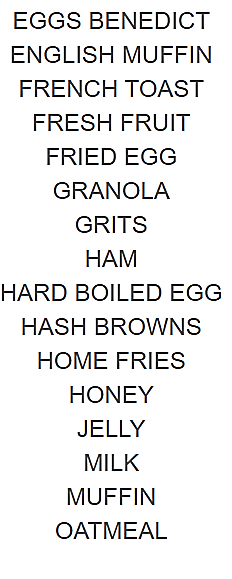 EGGS BENEDICT
ENGLISH MUFFIN
FRENCH TOAST
FRESH FRUIT
FRIED EGG
GRANOLA
GRITS
HAM
HARD BOILED EGG
HASH BROWNS
HOME FRIES
HONEY
JELLY
MILK
MUFFIN
OATMEAL